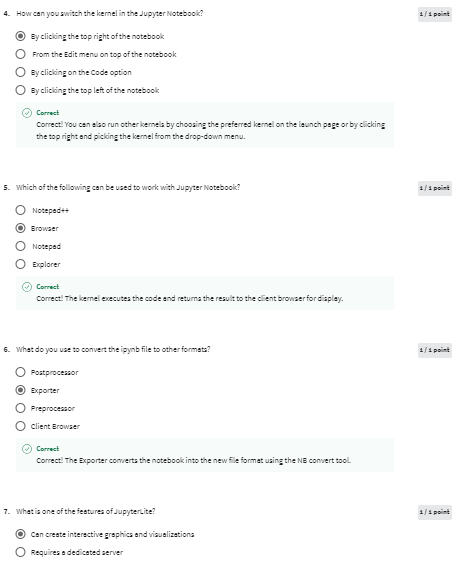 4. How can you switch the kernel in the Jupyter Notebook?
1 / 1 point
By clicking the top right of the notebook
From the Edit menu on top of the notebook
By clicking on the Code option
By clicking the top left of the notebook
Correct
Correct! You can also run other kernels by choosing the preferred kernel on the launch page or by clicking
the top right and picking the kernel from the drop-down menu.
5. Which of the following can be used to work with Jupyter Notebook?
1 / 1 point
Notepad++
Browser
Notepad
Explorer
Correct
Correct! The kernel executes the code and returns the result to the client browser for display.
6. What do you use to convert the ipynb file to other formats?
1 / 1 point
Postprocessor
Exporter
Preprocessor
Client Browser
Correct
Correct! The Exporter converts the notebook into the new file format using the NB convert tool.
7. What is one of the features of JupyterLite?
1 / 1 point
Can create interactive graphics and visualizations
Requires a dedicated server